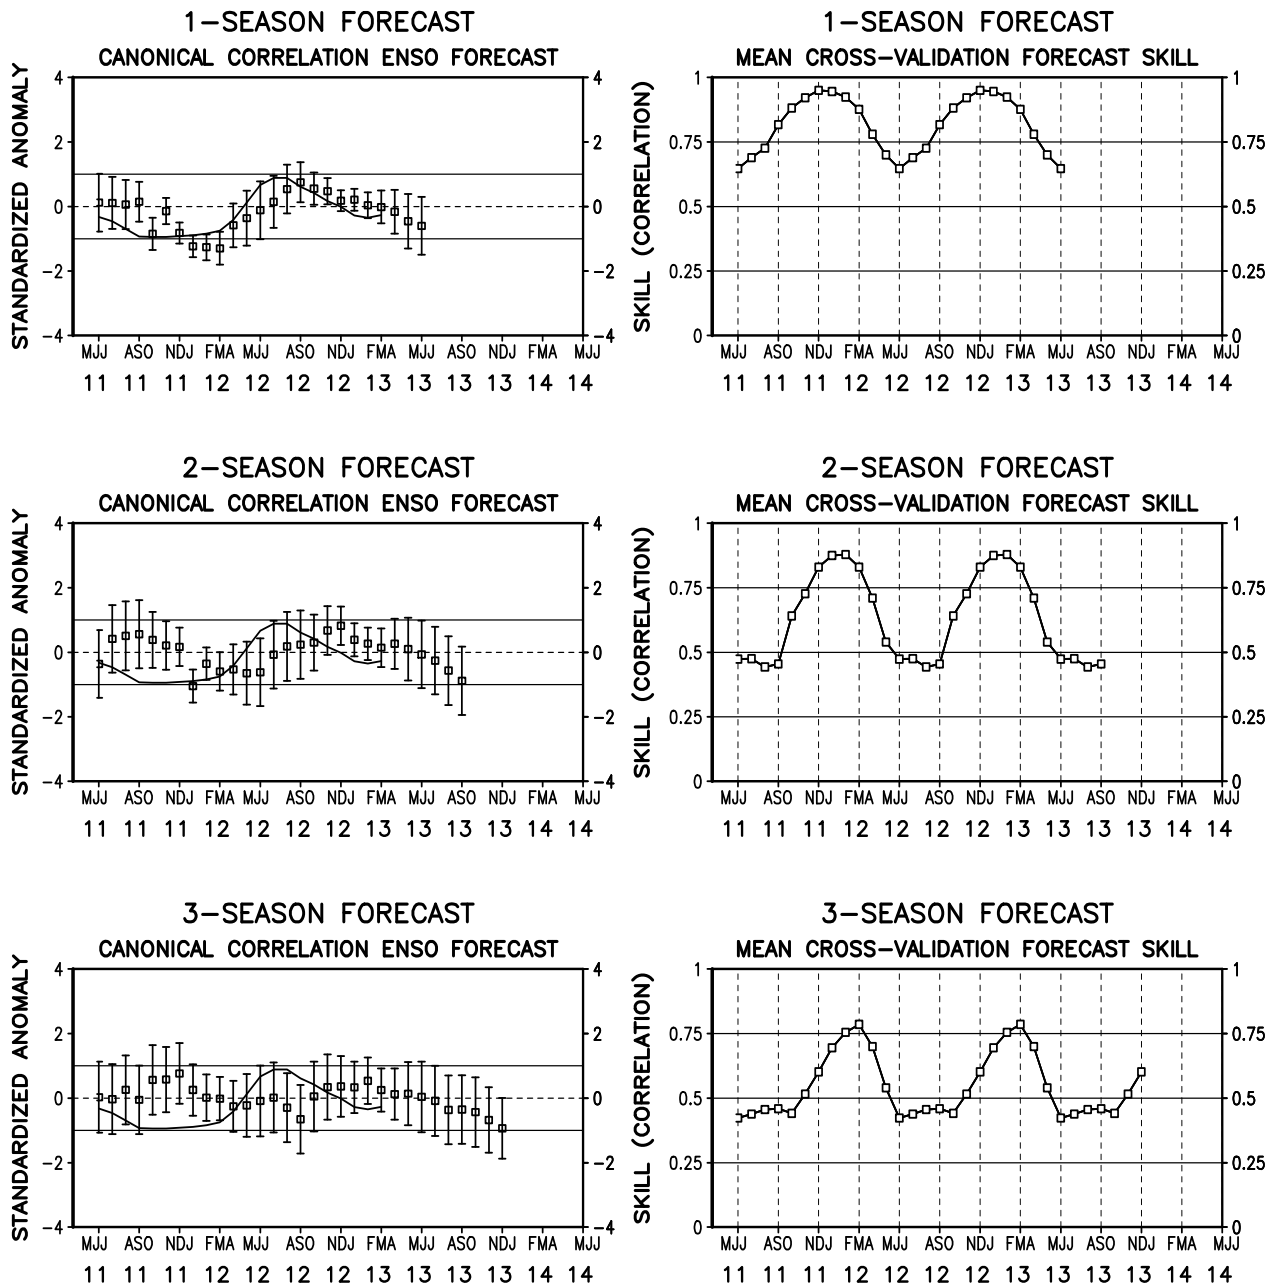 1-SEASON FORECAST
CANONICAL CORRELATION ENSO FORECAST
STANDARDIZED ANOMALY
4 4
2 2
0 0
-2 -2
-4 -4
MJJ ASO NDJ FMA MJJ ASO NDJ FMA MJJ ASO NDJ FMA MJJ
11 11 11 12 12 12 12 13 13 13 13 14 14
1-SEASON FORECAST
MEAN CROSS-VALIDATION FORECAST SKILL
SKILL (CORRELATION)
1 1
0.75 0.75
0.5 0.5
0.25 0.25
0 0
MJJ ASO NDJ FMA MJJ ASO NDJ FMA MJJ ASO NDJ FMA MJJ
11 11 11 12 12 12 12 13 13 13 13 14 14
2-SEASON FORECAST
CANONICAL CORRELATION ENSO FORECAST
STANDARDIZED ANOMALY
4 4
2 2
0 0
-2 -2
-4 -4
MJJ ASO NDJ FMA MJJ ASO NDJ FMA MJJ ASO NDJ FMA MJJ
11 11 11 12 12 12 12 13 13 13 13 14 14
2-SEASON FORECAST
MEAN CROSS-VALIDATION FORECAST SKILL
SKILL (CORRELATION)
1 1
0.75 0.75
0.5 0.5
0.25 0.25
0 0
MJJ ASO NDJ FMA MJJ ASO NDJ FMA MJJ ASO NDJ FMA MJJ
11 11 11 12 12 12 12 13 13 13 13 14 14
3-SEASON FORECAST
CANONICAL CORRELATION ENSO FORECAST
STANDARDIZED ANOMALY
4 4
2 2
0 0
-2 -2
-4 -4
MJJ ASO NDJ FMA MJJ ASO NDJ FMA MJJ ASO NDJ FMA MJJ
11 11 11 12 12 12 12 13 13 13 13 14 14
3-SEASON FORECAST
MEAN CROSS-VALIDATION FORECAST SKILL
SKILL (CORRELATION)
1 1
0.75 0.75
0.5 0.5
0.25 0.25
0 0
MJJ ASO NDJ FMA MJJ ASO NDJ FMA MJJ ASO NDJ FMA MJJ
11 11 11 12 12 12 12 13 13 13 13 14 14